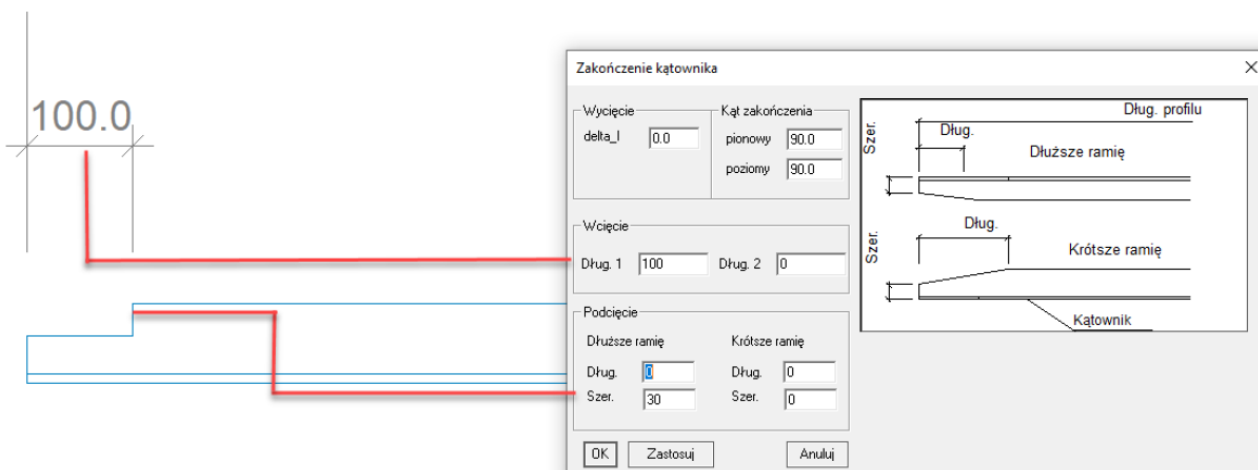 100.0
Zakończenie kątownika
Wycięcie
delta_l 0.0
Kąt zakończenia
pionowy 90.0
poziomy 90.0
Wcięcie
Dług. 1 100 Dług. 2 0
Podcięcie
Dłuższe ramię Krótsze ramię
Dług. 0 Dług. 0
Szer. 30 Szer. 0
OK Zastosuj Anuluj
Dług. profilu
Szer.
Dług.
Dłuższe ramię
Dług.
Szer.
Krótsze ramię
Kątownik